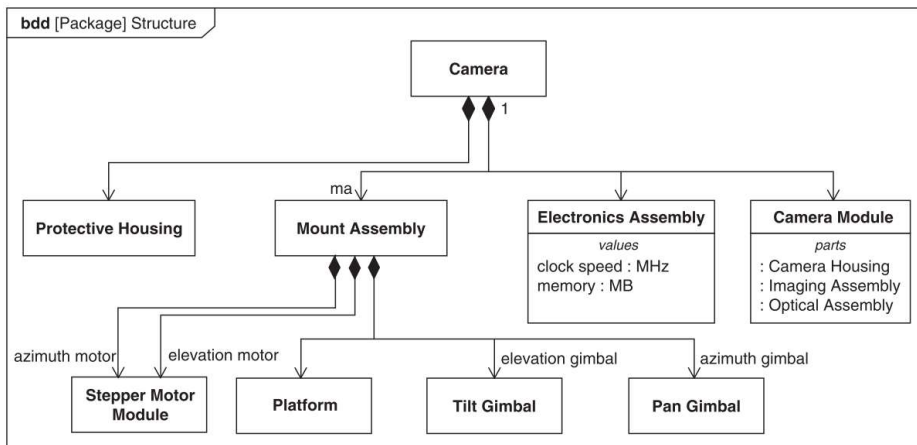 bdd [Package] Structure
Camera
1
ma
Protective Housing
Mount Assembly
Electronics Assembly
values
clock speed : MHz
memory : MB
Camera Module
parts
: Camera Housing
: Imaging Assembly
: Optical Assembly
azimuth motor
elevation motor
elevation gimbal
azimuth gimbal
Stepper Motor
Module
Platform
Tilt Gimbal
Pan Gimbal